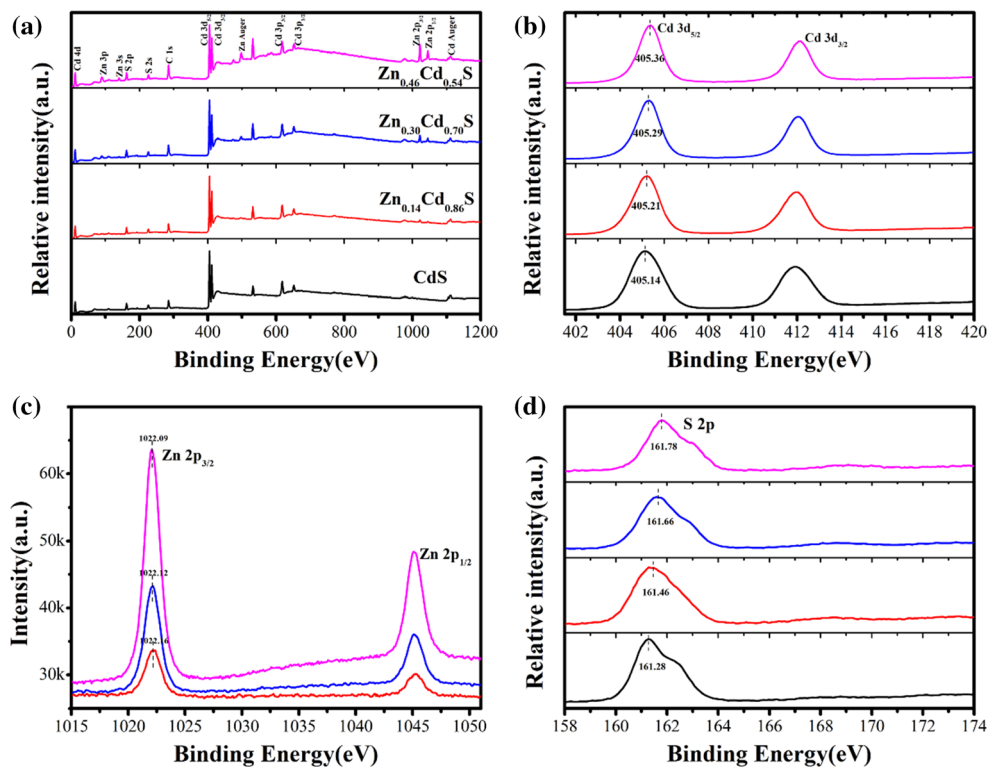 (a)
Relative intensity(a.u.)
Cd 4d
Zn 3p
Zn 3s
S 2p
S 2s
C 1s
Cd 3d5/2
Cd 3d3/2
Zn Auger
Cd 3p3/2
Cd 3p1/2
Zn 2p3/2
Zn 2p1/2
Cd Auger
Zn0.46Cd0.54S
Zn0.30Cd0.70S
Zn0.14Cd0.86S
CdS
0 200 400 600 800 1000 1200
Binding Energy(eV)
(b)
Relative intensity(a.u.)
Cd 3d5/2
Cd 3d3/2
405.36
405.29
405.21
405.14
402 404 406 408 410 412 414 416 418 420
Binding Energy(eV)
(c)
Intensity(a.u.)
60k
50k
40k
30k
1022.09
Zn 2p3/2
1022.12
1022.16
Zn 2p1/2
1015 1020 1025 1030 1035 1040 1045 1050
Binding Energy(eV)
(d)
Relative intensity(a.u.)
S 2p
161.78
161.66
161.46
161.28
158 160 162 164 166 168 170 172 174
Binding Energy(eV)